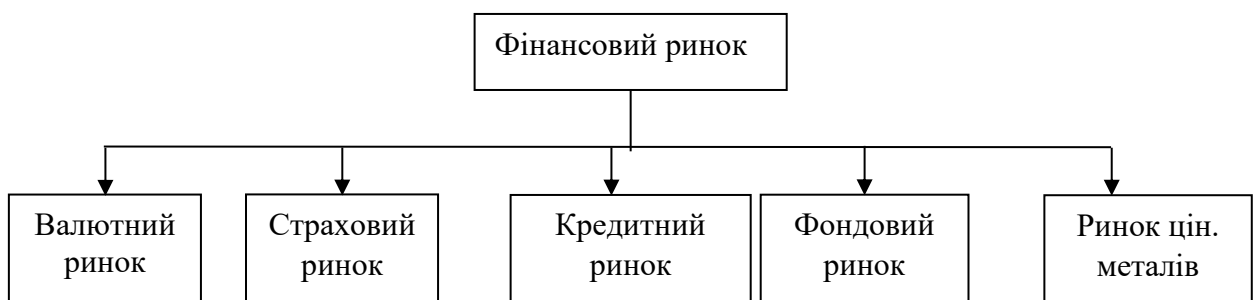 Фінансовий ринок
Валютний
ринок
Страховий
ринок
Кредитний
ринок
Фондовий
ринок
Ринок цін.
металів